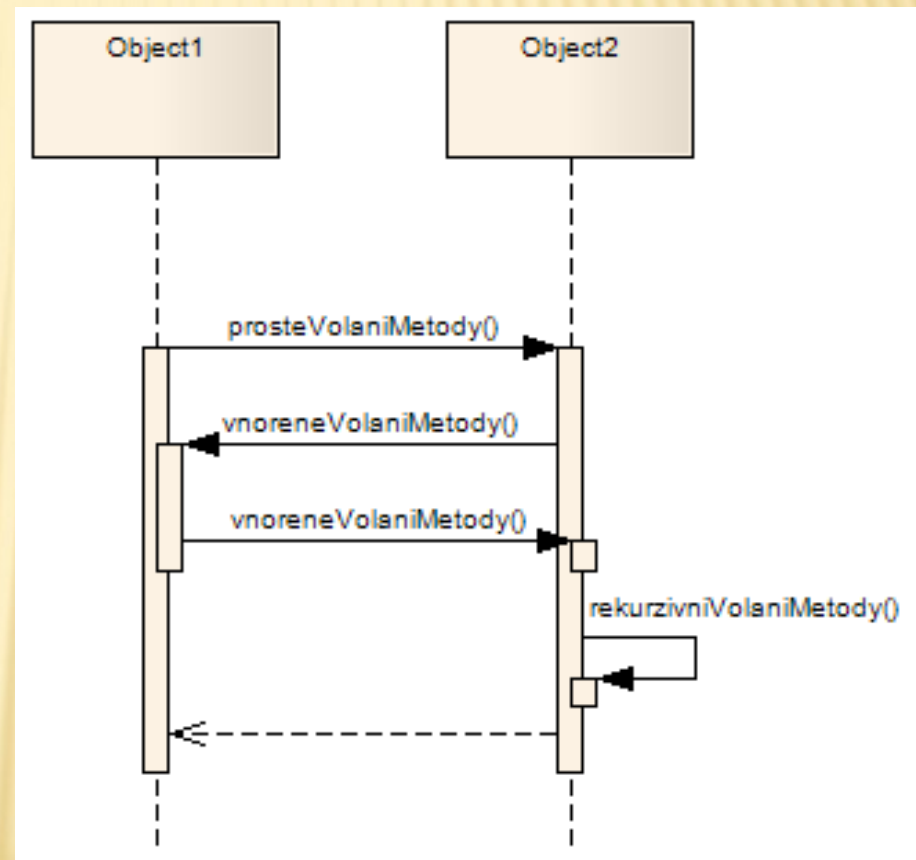 Object1
Object2
prosteVolaniMetody()
vnoreneVolaniMetody()
vnoreneVolaniMetody()
rekurzivniVolaniMetody()